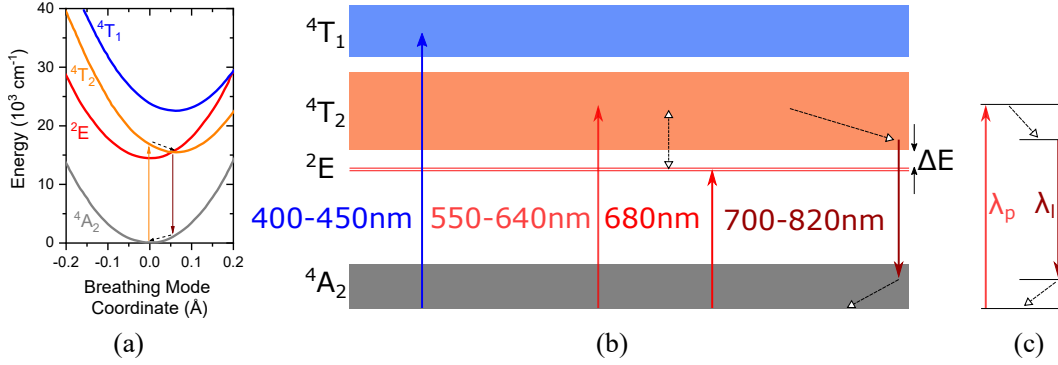 40
30
20
10
0
Energy (10³ cm⁻¹)
⁴T₁
⁴T₂
²E
⁴A₂
-0.2 -0.1 0.0 0.1 0.2
Breathing Mode
Coordinate (Å)
(a)
⁴T₁
⁴T₂
²E
ΔE
400-450nm 550-640nm 680nm 700-820nm
⁴A₂
(b)
λₚ λₗ
(c)